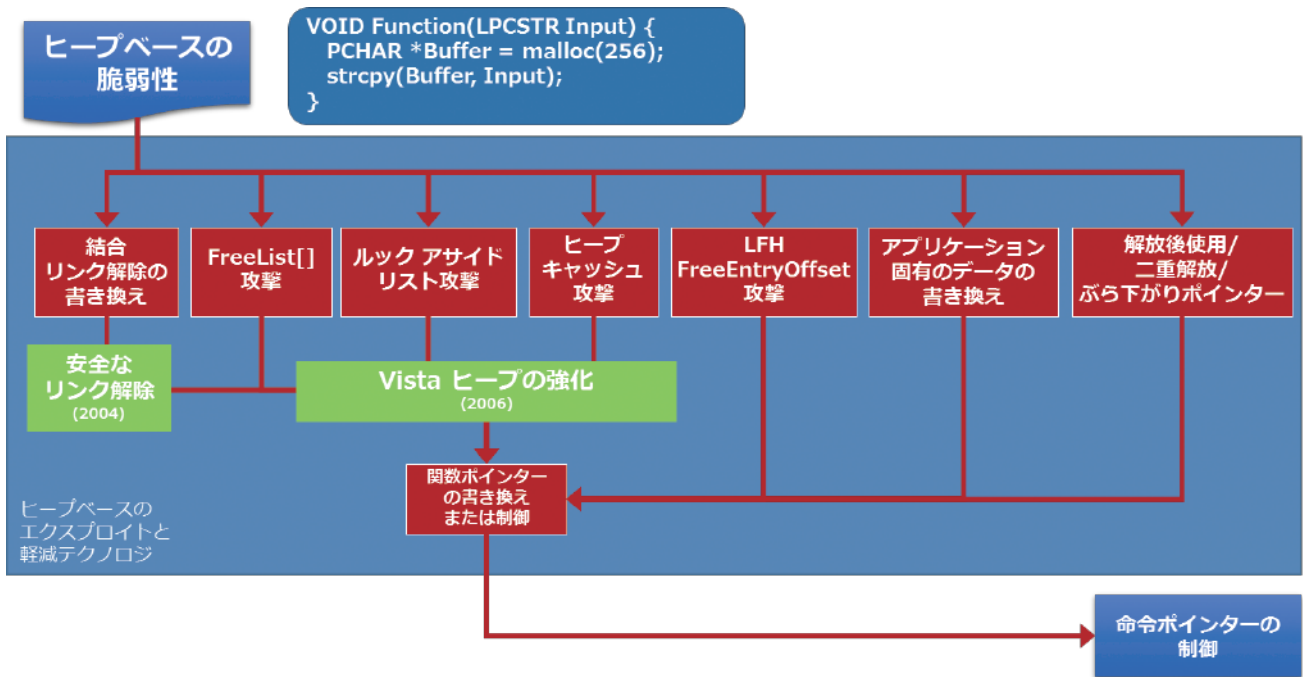 ヒープベースの
脆弱性
VOID Function(LPCSTR Input) {
PCHAR *Buffer = malloc(256);
strcpy(Buffer, Input);
}
結合
リンク解除の
書き換え
FreeList[]
攻撃
ルック アサイド
リスト攻撃
ヒープ
キャッシュ
攻撃
LFH
FreeEntryOffset
攻撃
アプリケーション
固有のデータの
書き換え
解放後使用/
二重解放/
ぶら下がりポインター
安全な
リンク解除
(2004)
Vista ヒープの強化
(2006)
関数ポインター
の書き換え
または制御
ヒープベースの
エクスプロイトと
軽減テクノロジ
命令ポインターの
制御